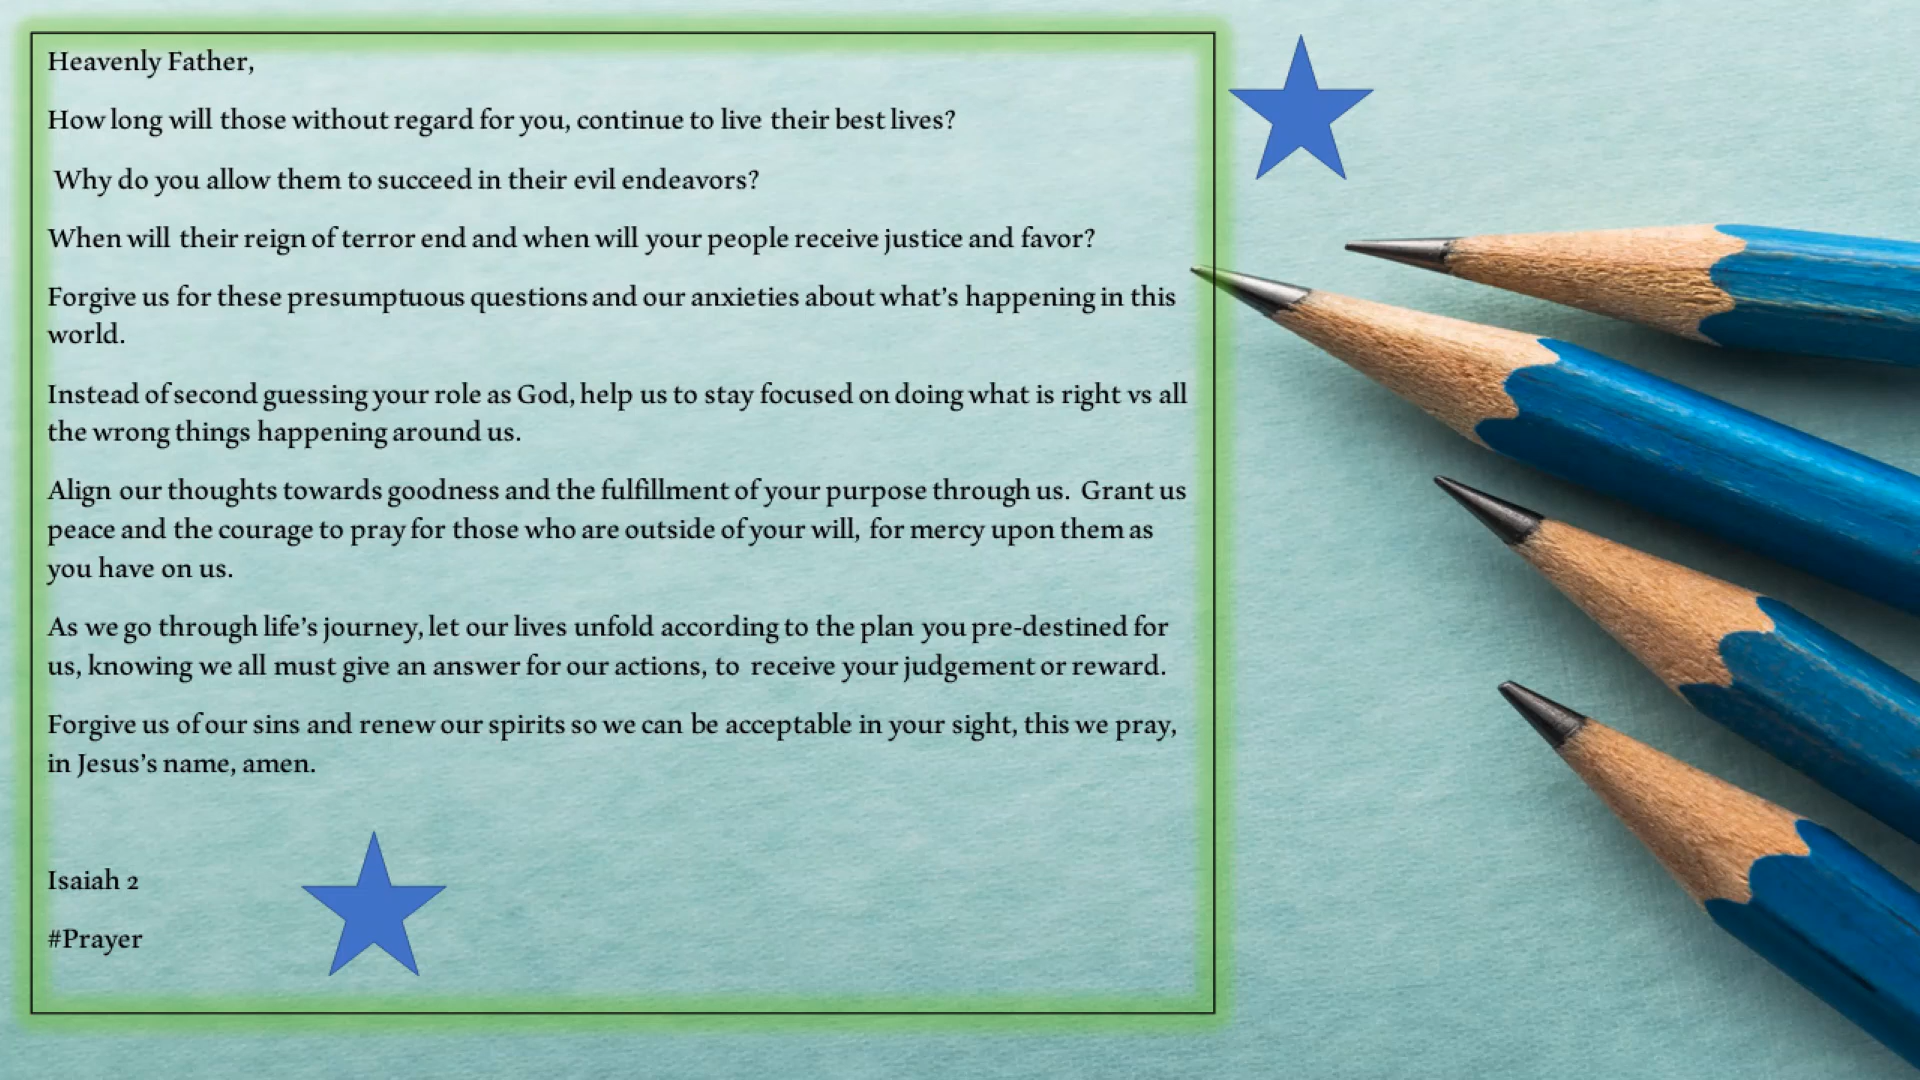 Heavenly Father,
How long will those without regard for you, continue to live their best lives?
Why do you allow them to succeed in their evil endeavors?
When will their reign of terror end and when will your people receive justice and favor?
Forgive us for these presumptuous questions and our anxieties about what’s happening in this
world.
Instead of second guessing your role as God, help us to stay focused on doing what is right vs all
the wrong things happening around us.
Align our thoughts towards goodness and the fulfillment of your purpose through us. Grant us
peace and the courage to pray for those who are outside of your will, for mercy upon them as
you have on us.
As we go through life’s journey, let our lives unfold according to the plan you pre-destined for
us, knowing we all must give an answer for our actions, to receive your judgement or reward.
Forgive us of our sins and renew our spirits so we can be acceptable in your sight, this we pray,
in Jesus’s name, amen.
Isaiah 2
#Prayer